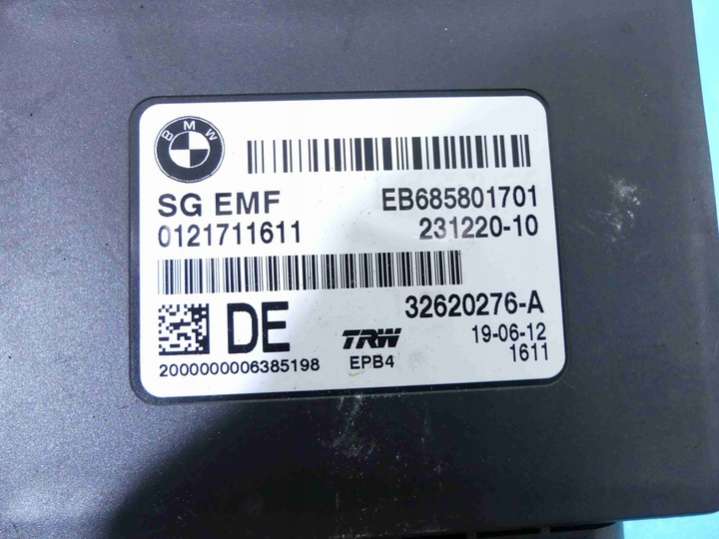 BMW
SG EMF EB685801701
0121711611 231220-10
32620276-A
DE TRW 19-06-12
EPB4 1611
2000000006385198